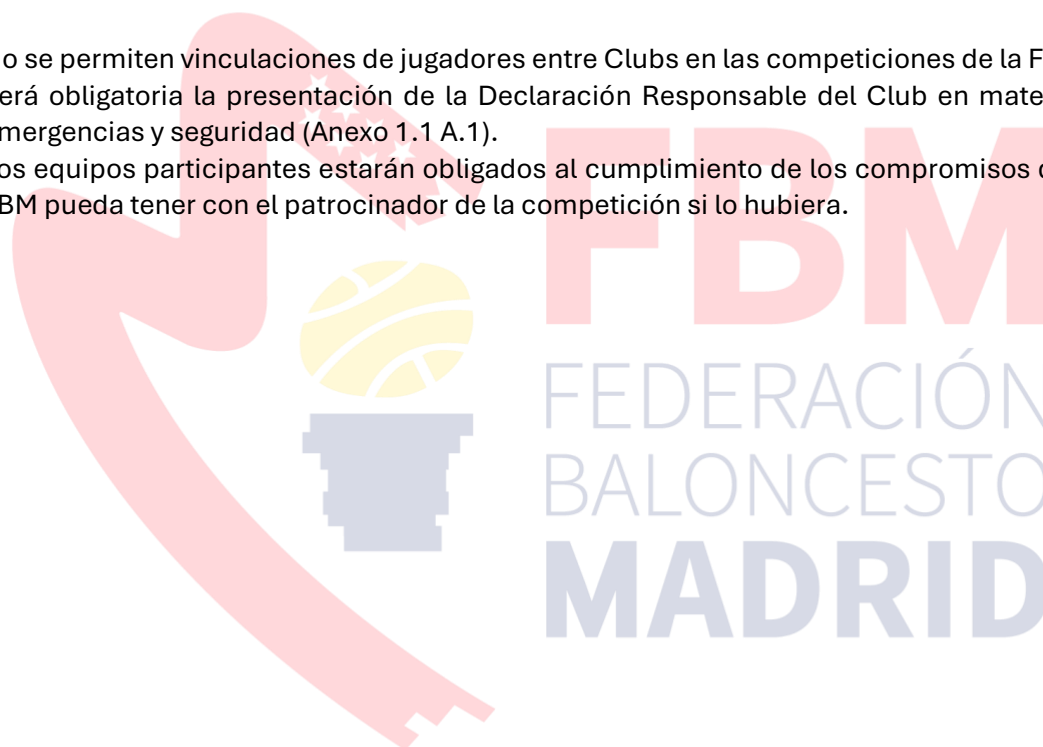 o se permiten vinculaciones de jugadores entre Clubs en las competiciones de la F
erá obligatoria la presentación de la Declaración Responsable del Club en mate
mergencias y seguridad (Anexo 1.1 A.1).
os equipos participantes estarán obligados al cumplimiento de los compromisos
BM pueda tener con el patrocinador de la competición si lo hubiera.
FBM
FEDERACIÓN
BALONCESTO
MADRID